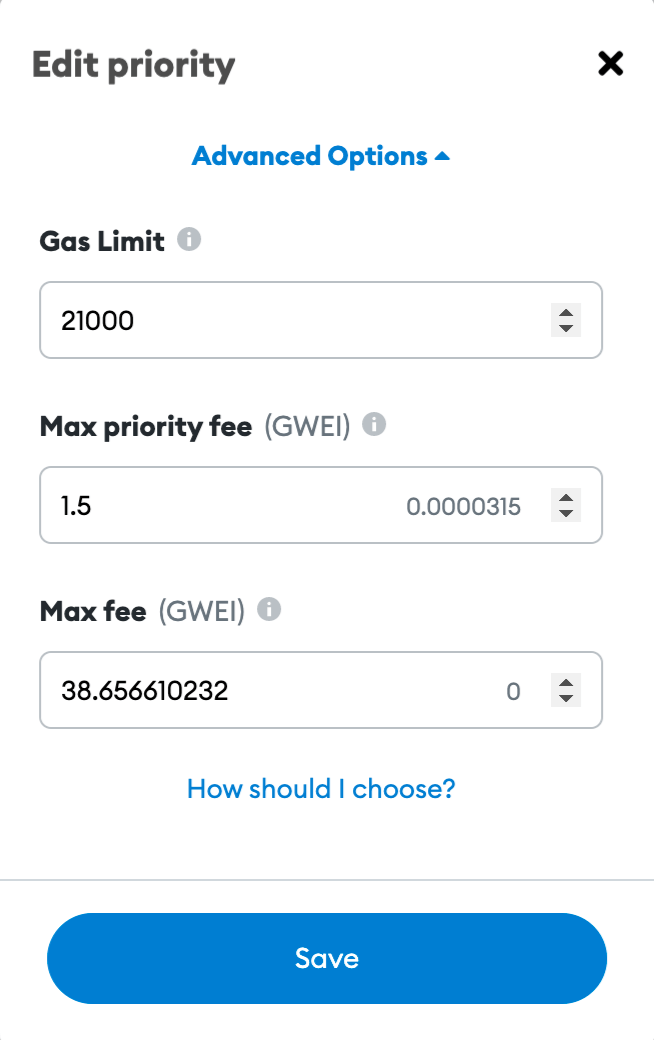 Edit priority
Advanced Options
Gas Limit
21000
Max priority fee (GWEI)
1.5 0.0000315
Max fee (GWEI)
38.656610232 0
How should I choose?
Save